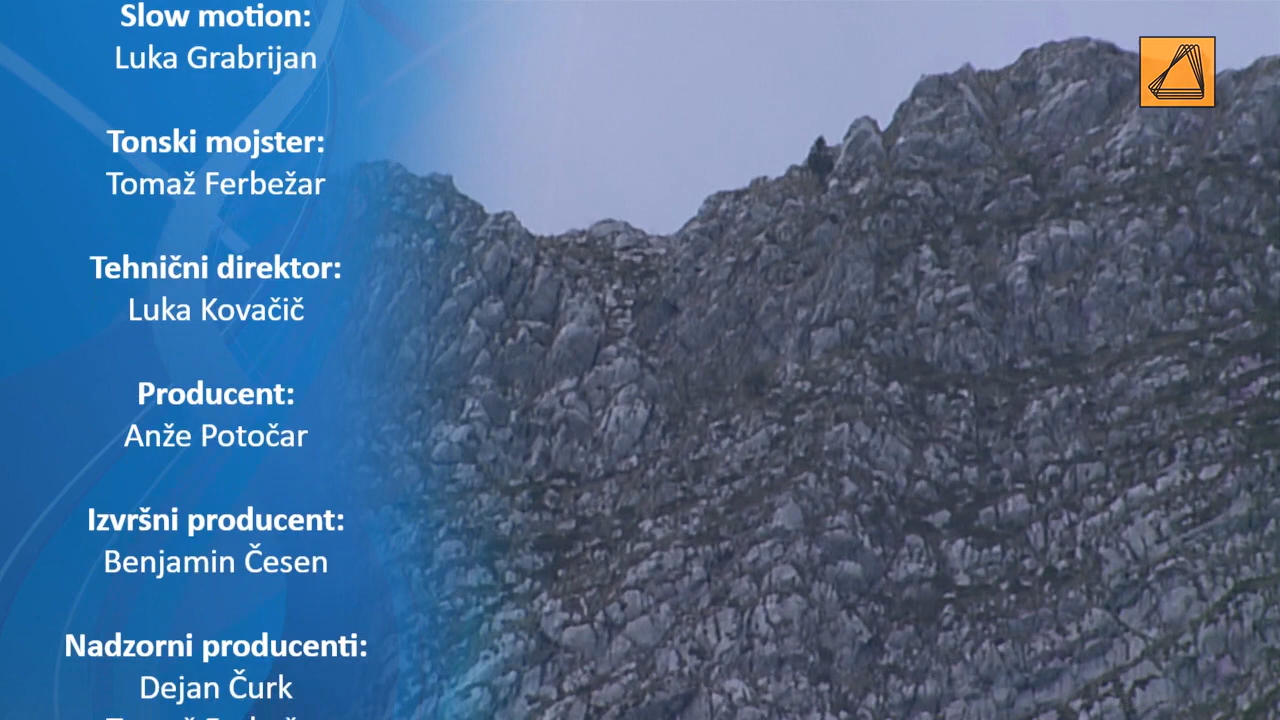 Slow motion:
Luka Grabrijan
Tonski mojster:
Tomaž Ferbežar
Tehnični direktor:
Luka Kovačič
Producent:
Anže Potočar
Izvršni producent:
Benjamin Česen
Nadzorni producenti:
Dejan Čurk